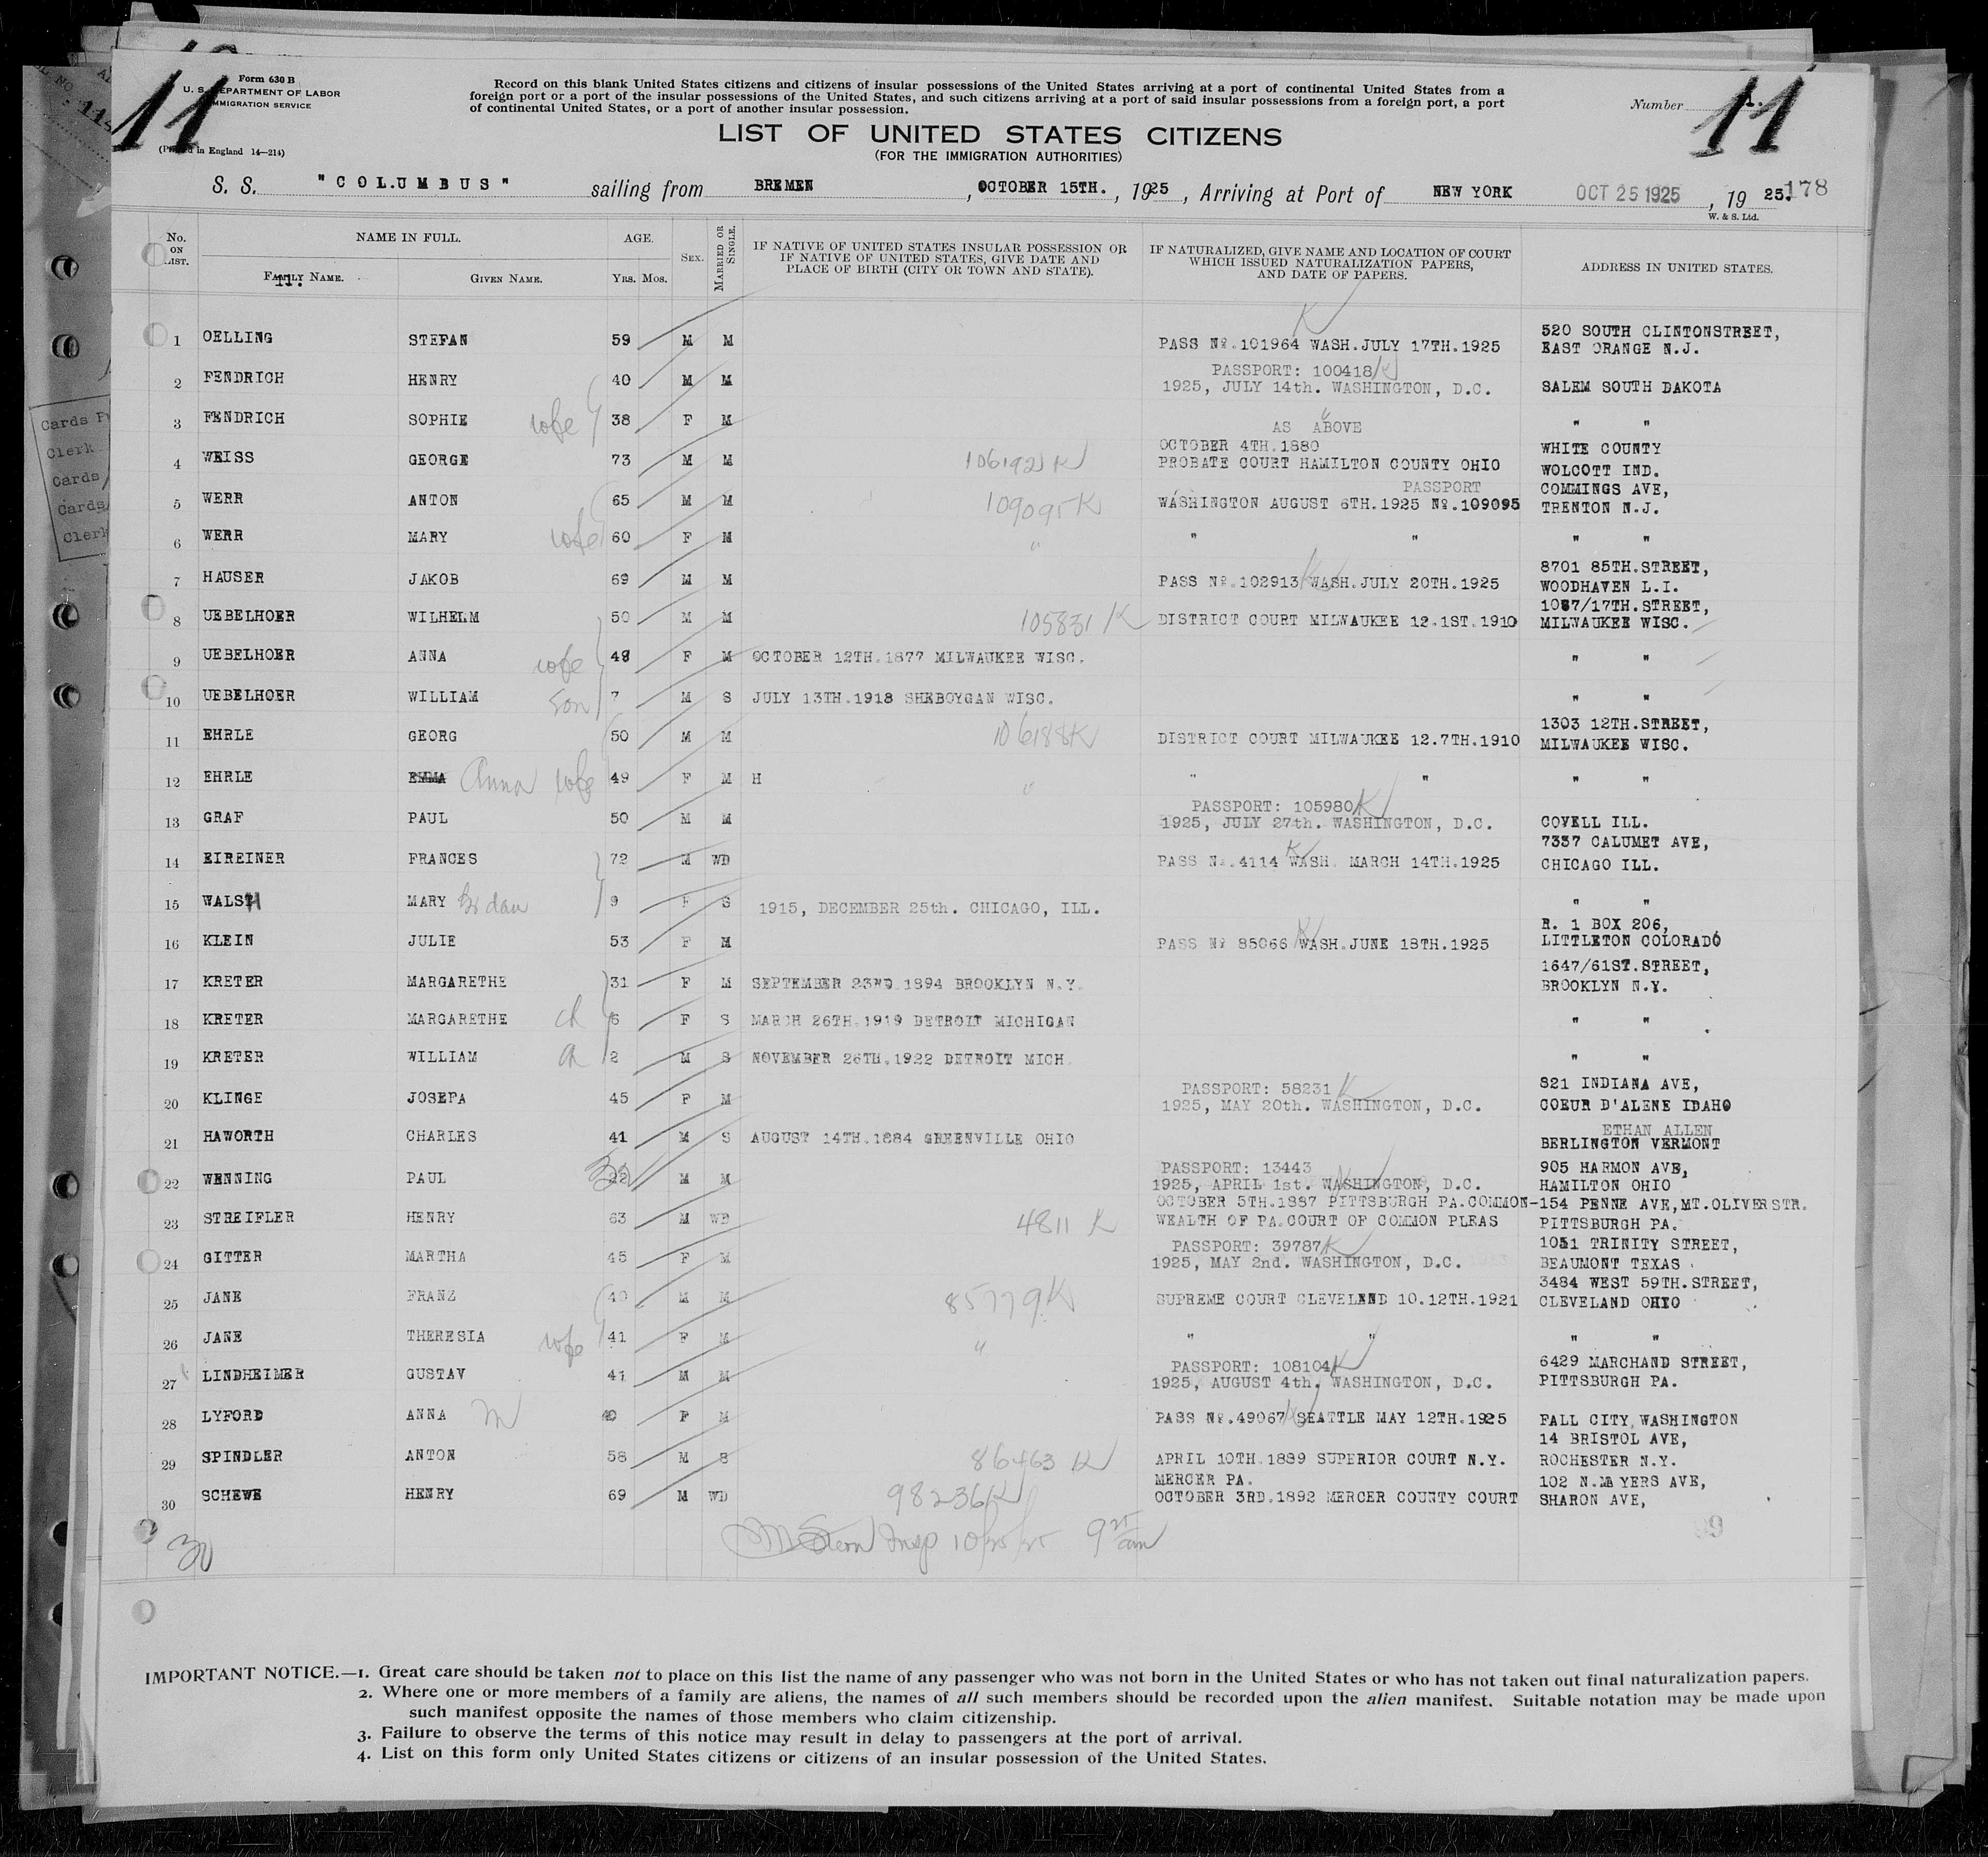 11
Form 630 B
U. S. DEPARTMENT OF LABOR
IMMIGRATION SERVICE
(Printed in England 14—214)
Record on this blank United States citizens and citizens of insular possessions of the United States arriving at a port of continental United States from a
foreign port or a port of the insular possessions of the United States, and such citizens arriving at a port of said insular possessions from a foreign port, a port
of continental United States, or a port of another insular possession.
Number 11
LIST OF UNITED STATES CITIZENS
(FOR THE IMMIGRATION AUTHORITIES)
S. S. "COLUMBUS" sailing from BREMEN, OCTOBER 15TH., 1925, Arriving at Port of NEW YORK OCT 25 1925, 19 25. 178
W. & S. Ltd.
No. ON LIST. NAME IN FULL. AGE. SEX. MARRIED OR SINGLE. IF NATIVE OF UNITED STATES INSULAR POSSESSION OR IF NATIVE OF UNITED STATES, GIVE DATE AND PLACE OF BIRTH (CITY OR TOWN AND STATE). IF NATURALIZED, GIVE NAME AND LOCATION OF COURT WHICH ISSUED NATURALIZATION PAPERS, AND DATE OF PAPERS. ADDRESS IN UNITED STATES.
FAMILY NAME. 11. GIVEN NAME. YRS. MOS.
1 OELLING STEFAN 59 M M PASS No.101964 WASH.JULY 17TH.1925 K 520 SOUTH CLINTONSTREET, EAST ORANGE N.J.
2 FENDRICH HENRY 40 M M PASSPORT: 100418 K 1925, JULY 14th. WASHINGTON, D.C. SALEM SOUTH DAKOTA
3 FENDRICH SOPHIE wife 38 F M AS ABOVE " "
4 WEISS GEORGE 73 M M 106192 K OCTOBER 4TH.1880 PROBATE COURT HAMILTON COUNTY OHIO WHITE COUNTY WOLCOTT IND.
5 WERR ANTON 65 M M 109095 K PASSPORT WASHINGTON AUGUST 6TH.1925 No.109095 COMMINGS AVE, TRENTON N.J.
6 WERR MARY wife 60 F M " " " " "
7 HAUSER JAKOB 69 M M PASS No.102913 K WASH.JULY 20TH.1925 8701 85TH.STREET, WOODHAVEN L.I.
8 UEBELHOER WILHELM 50 M M 105831 K DISTRICT COURT MILWAUKEE 12.1ST.1910 1087/17TH.STREET, MILWAUKEE WISC.
9 UEBELHOER ANNA wife 48 F M OCTOBER 12TH.1877 MILWAUKEE WISC. " "
10 UEBELHOER WILLIAM son 7 M S JULY 13TH.1918 SHEBOYGAN WISC. " "
11 EHRLE GEORG 50 M M 106188 K DISTRICT COURT MILWAUKEE 12.7TH.1910 1303 12TH.STREET, MILWAUKEE WISC.
12 EHRLE EMMA Anna wife 49 F M H " " " " "
13 GRAF PAUL 50 M M PASSPORT: 105980 K 1925, JULY 27th. WASHINGTON, D.C. COVELL ILL.
14 EIREINER FRANCES 72 M WD PASS No.4114 K WASH. MARCH 14TH.1925 7337 CALUMET AVE, CHICAGO ILL.
15 WALSH MARY Gr dau 9 F S 1915, DECEMBER 25th. CHICAGO, ILL. " "
16 KLEIN JULIE 53 F M PASS No 85066 K WASH.JUNE 18TH.1925 R. 1 BOX 206, LITTLETON COLORADO
17 KRETER MARGARETHE 31 F M SEPTEMBER 23RD.1894 BROOKLYN N.Y. 1647/61ST.STREET, BROOKLYN N.Y.
18 KRETER MARGARETHE ch 6 F S MARCH 26TH.1919 DETROIT MICHIGAN " "
19 KRETER WILLIAM ch 2 M S NOVEMBER 26TH.1922 DETROIT MICH. " "
20 KLINGE JOSEFA 45 F M PASSPORT: 58231 K 1925, MAY 20th. WASHINGTON, D.C. 821 INDIANA AVE, COEUR D'ALENE IDAHO
21 HAWORTH CHARLES 41 M S AUGUST 14TH.1884 GREENVILLE OHIO ETHAN ALLEN BERLINGTON VERMONT
22 WENNING PAUL 32 M M PASSPORT: 13443 K 1925, APRIL 1st. WASHINGTON, D.C. 905 HARMON AVE, HAMILTON OHIO
23 STREIFLER HENRY 63 M WD 4811 K OCTOBER 5TH.1887 PITTSBURGH PA.COMMON- WEALTH OF PA.COURT OF COMMON PLEAS 154 PENNE AVE,MT.OLIVER STR. PITTSBURGH PA.
24 GITTER MARTHA 45 F M PASSPORT: 39787 K 1925, MAY 2nd. WASHINGTON, D.C. 1051 TRINITY STREET, BEAUMONT TEXAS
25 JANE FRANZ 40 M M 85779 K SUPREME COURT CLEVELEND 10.12TH.1921 3484 WEST 59TH.STREET, CLEVELAND OHIO
26 JANE THERESIA wife 41 F M " " " " "
27 LINDHEIMER GUSTAV 41 M M PASSPORT: 108104 K 1925, AUGUST 4th. WASHINGTON, D.C. 6429 MARCHAND STREET, PITTSBURGH PA.
28 LYFORD ANNA M 40 F M PASS No.49067 K SEATTLE MAY 12TH.1925 FALL CITY, WASHINGTON
29 SPINDLER ANTON 58 M S 86463 K APRIL 10TH.1889 SUPERIOR COURT N.Y. 14 BRISTOL AVE, ROCHESTER N.Y.
30 SCHEWE HENRY 69 M WD 98236 K MERCER PA. OCTOBER 3RD.1892 MERCER COUNTY COURT 102 N.MAYERS AVE, SHARON AVE,
30 M Stern Insp 10/25/25 9 am
IMPORTANT NOTICE.—1. Great care should be taken not to place on this list the name of any passenger who was not born in the United States or who has not taken out final naturalization papers.
2. Where one or more members of a family are aliens, the names of all such members should be recorded upon the alien manifest. Suitable notation may be made upon
such manifest opposite the names of those members who claim citizenship.
3. Failure to observe the terms of this notice may result in delay to passengers at the port of arrival.
4. List on this form only United States citizens or citizens of an insular possession of the United States.